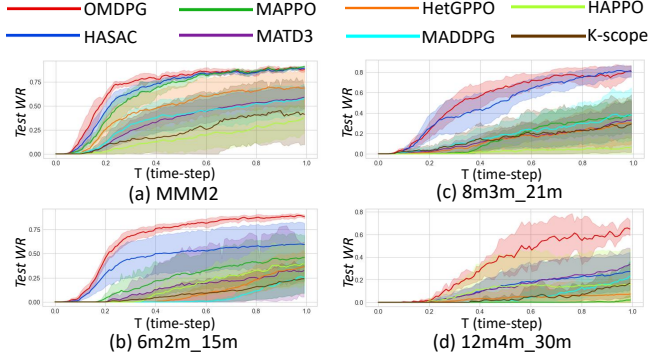 OMDPG MAPPO HetGPPO HAPPO
HASAC MATD3 MADDPG K-scope
Test WR
0.75
0.50
0.25
0.00
0.0 0.2 0.4 0.6 0.8 1.0
T (time-step)
(a) MMM2
Test WR
0.75
0.50
0.25
0.00
0.0 0.2 0.4 0.6 0.8 1.0
T (time-step)
(c) 8m3m_21m
Test WR
0.75
0.50
0.25
0.00
0.0 0.2 0.4 0.6 0.8 1.0
T (time-step)
(b) 6m2m_15m
Test WR
0.8
0.6
0.4
0.2
0.0
0.0 0.2 0.4 0.6 0.8 1.0
T (time-step)
(d) 12m4m_30m